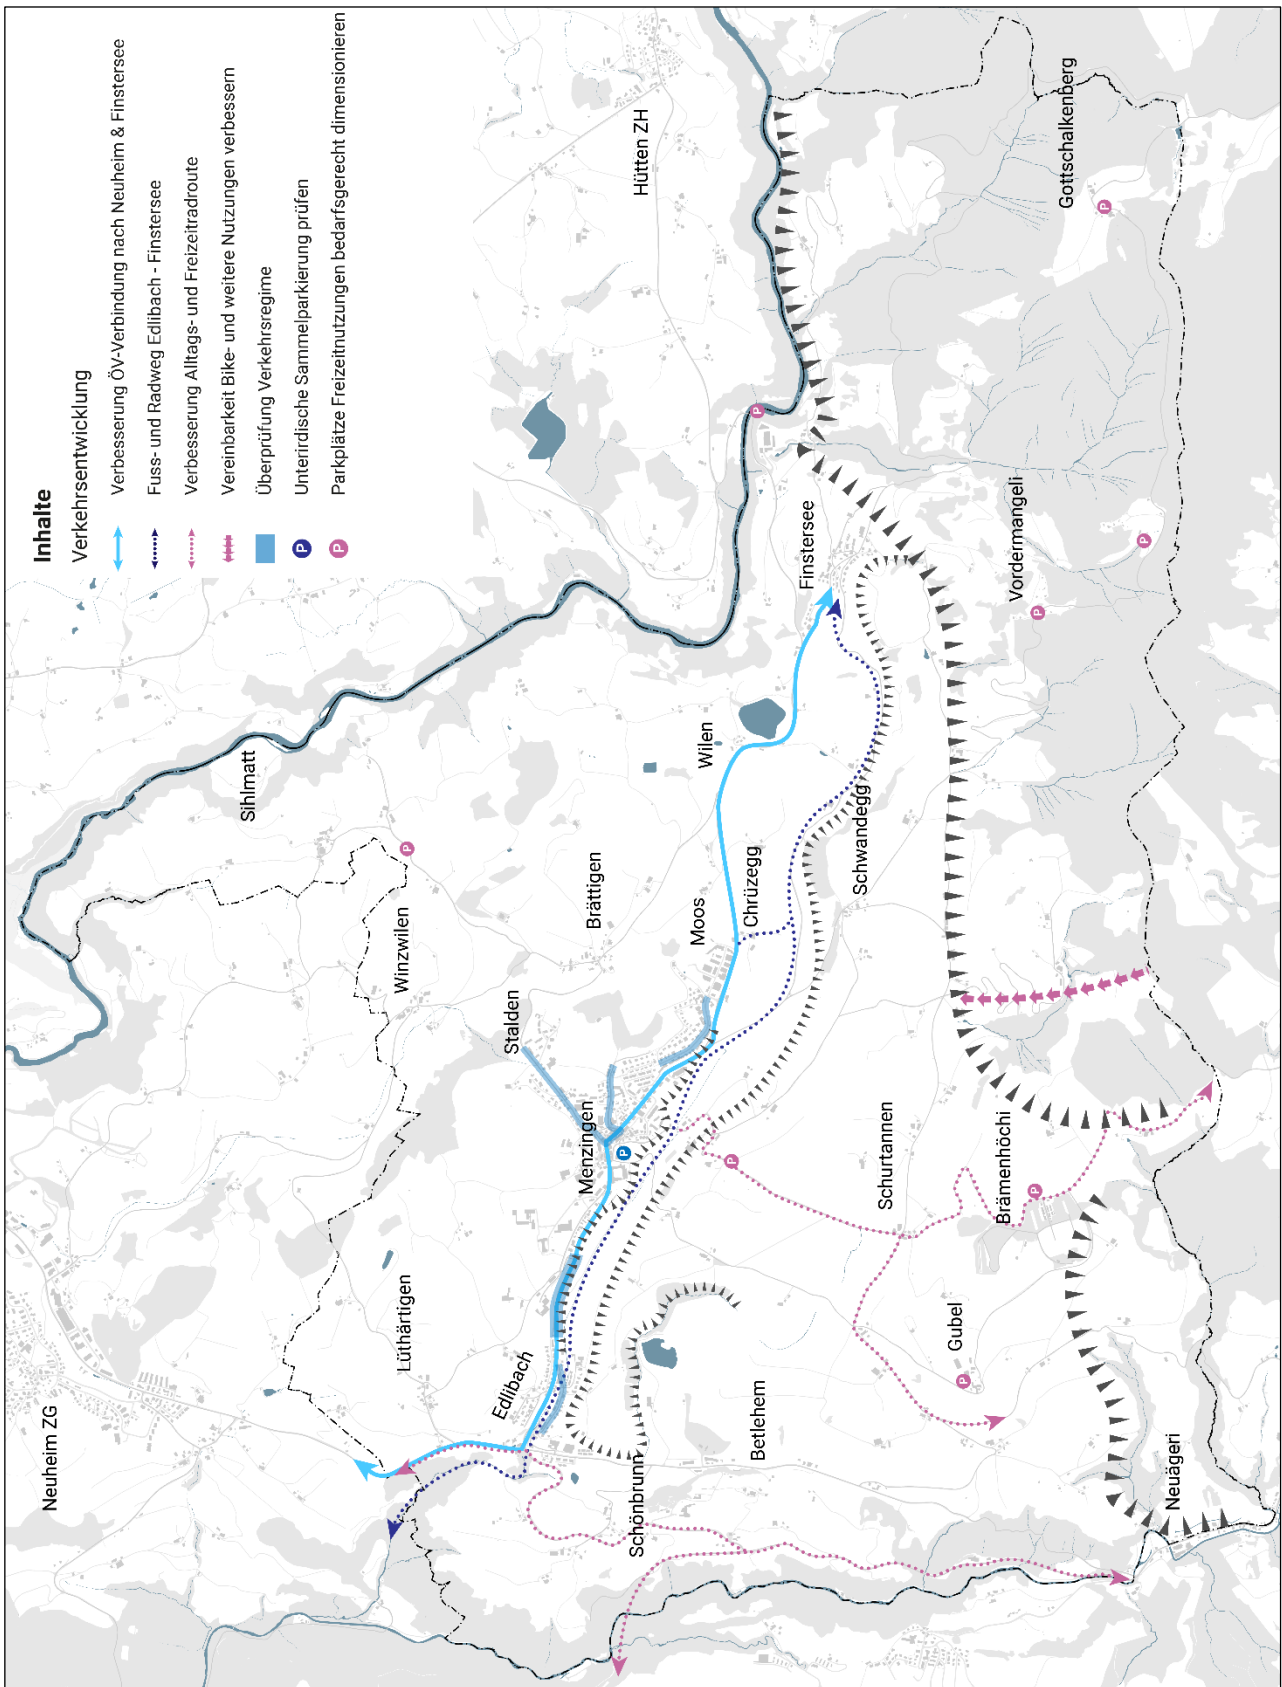 Inhalte
Verkehrsentwicklung
Verbesserung ÖV-Verbindung nach Neuheim & Finstersee
Fuss- und Radweg Edlibach - Finstersee
Verbesserung Alltags- und Freizeitradroute
Vereinbarkeit Bike- und weitere Nutzungen verbessern
Überprüfung Verkehrsregime
P Unterirdische Sammelparkierung prüfen
P Parkplätze Freizeitnutzungen bedarfsgerecht dimensionieren
Neuheim ZG
Sihlmatt
Lüthärtigen
Winzwilen
Edlibach
Stalden
Menzingen
P
Brättigen
Moos
Chrüzegg
Wilen
Finstersee
Hütten ZH
Schönbrunn
Betlehem
Schurtannen
Schwandegg
Gubel
Brämenhöchi
Vordermangeli
Gottschalkenberg
Neuägeri
P
P
P
P
P
P
P
P